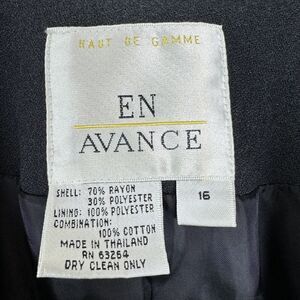 HAUT DE GAMME
EN
AVANCE
SHELL: 70% RAYON
30% POLYESTER
LINING: 100% POLYESTER
COMBINATION:
100% COTTON
MADE IN THAILAND
RN 63264
DRY CLEAN ONLY
16